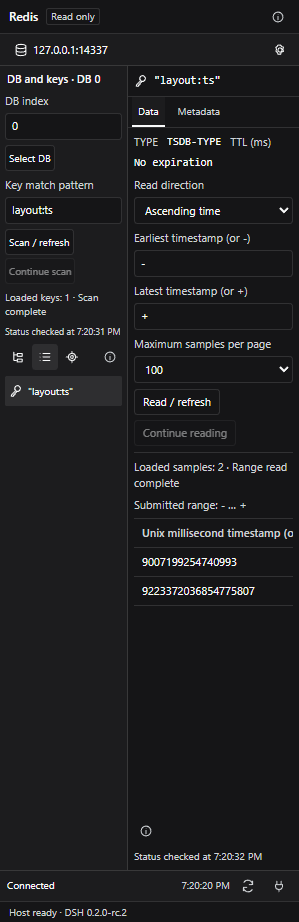 Redis Read only
127.0.0.1:14337
DB and keys · DB 0
DB index
0
Select DB
Key match pattern
layout:ts
Scan / refresh
Continue scan
Loaded keys: 1 · Scan
complete
Status checked at 7:20:31 PM
"layout:ts"
"layout:ts"
Data Metadata
TYPE TSDB-TYPE TTL (ms)
No expiration
Read direction
Ascending time
Earliest timestamp (or -)
-
Latest timestamp (or +)
+
Maximum samples per page
100
Read / refresh
Continue reading
Loaded samples: 2 · Range read
complete
Submitted range: - ... +
Unix millisecond timestamp (o
9007199254740993
9223372036854775807
Status checked at 7:20:32 PM
Connected 7:20:20 PM
Host ready · DSH 0.2.0-rc.2